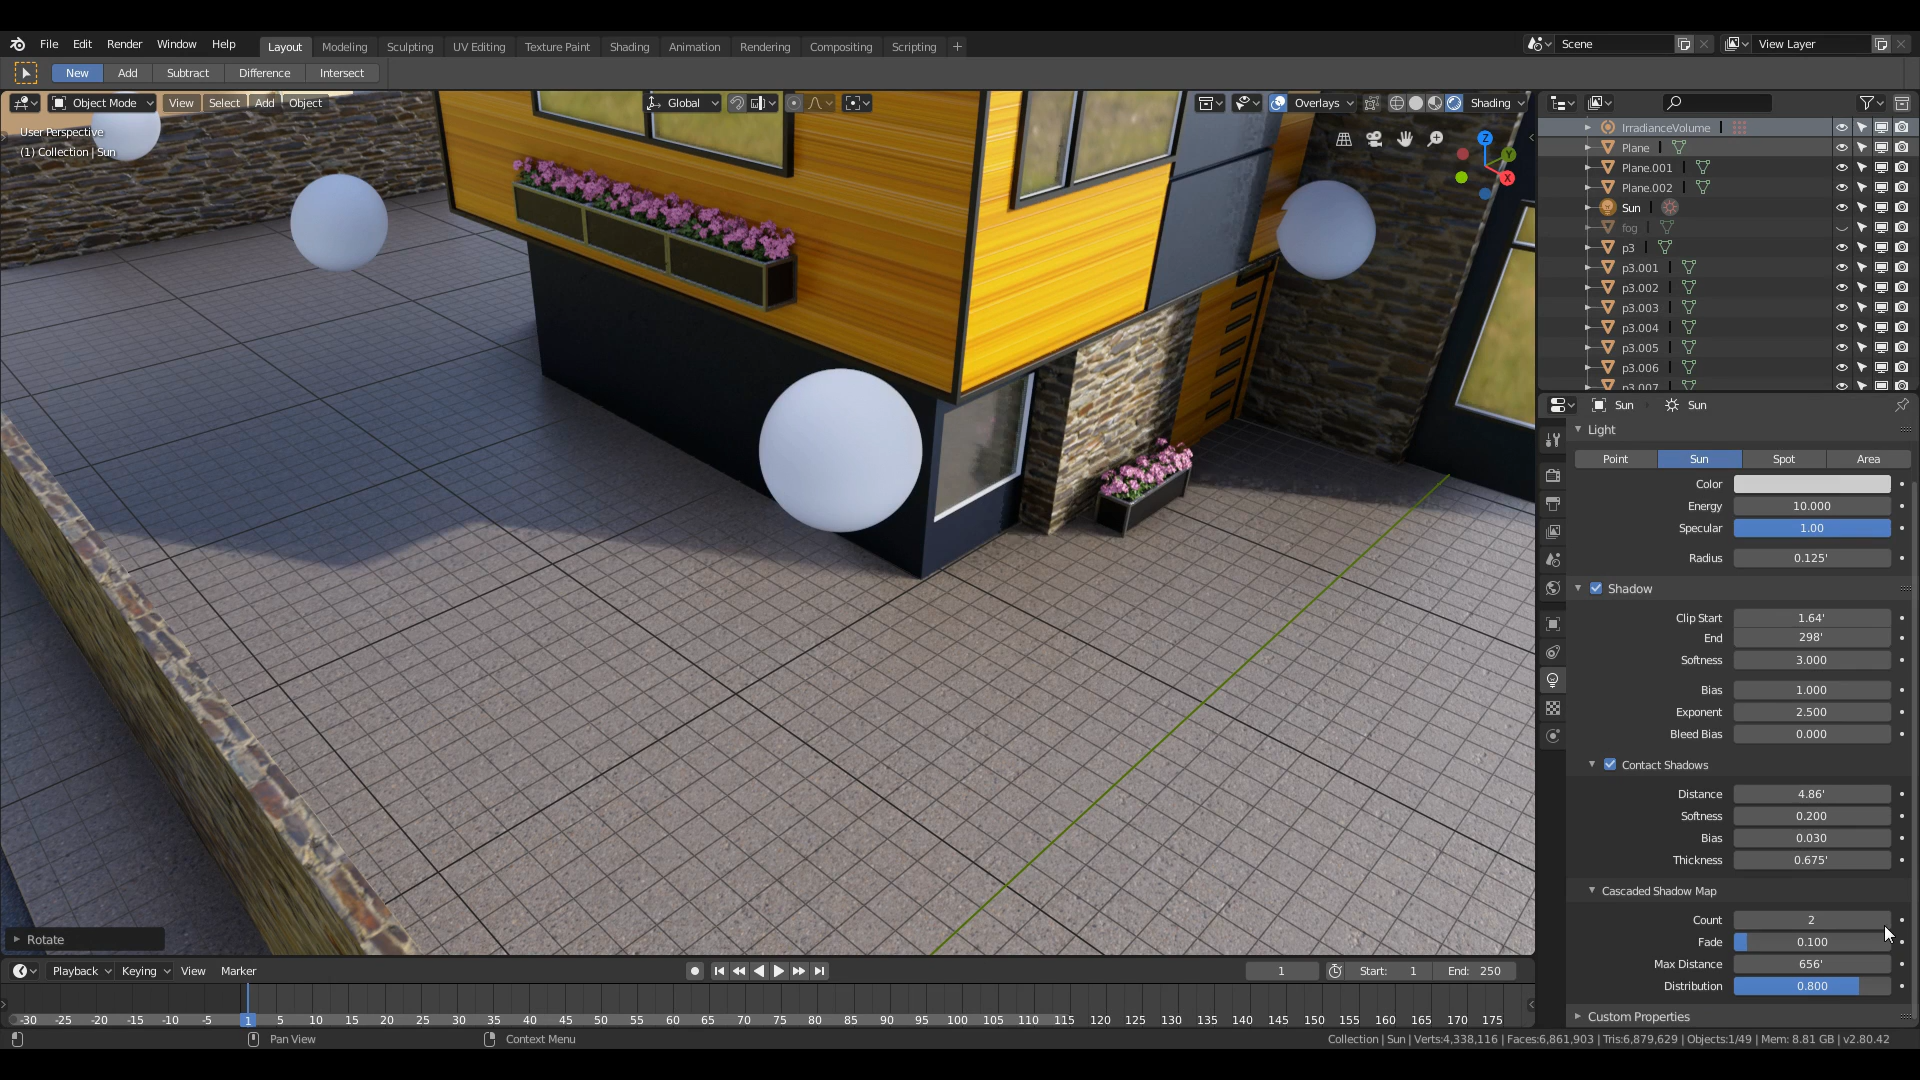 File Edit Render Window Help Layout Modeling Sculpting UV Editing Texture Paint Shading Animation Rendering Compositing Scripting + Scene View Layer
New Add Subtract Difference Intersect
Object Mode View Select Add Object Global Overlays Shading
User Perspective
(1) Collection | Sun
Z
Y
X
IrradianceVolume
Plane
Plane.001
Plane.002
Sun
fog
p3
p3.001
p3.002
p3.003
p3.004
p3.005
p3.006
p3.007
Sun Sun
Light
Point Sun Spot Area
Color
Energy 10.000
Specular 1.00
Radius 0.125'
Shadow
Clip Start 1.64'
End 298'
Softness 3.000
Bias 1.000
Exponent 2.500
Bleed Bias 0.000
Contact Shadows
Distance 4.86'
Softness 0.200
Bias 0.030
Thickness 0.675'
Cascaded Shadow Map
Count 2
Fade 0.100
Max Distance 656'
Distribution 0.800
Custom Properties
Rotate
Playback Keying View Marker 1 Start: 1 End: 250
-30 -25 -20 -15 -10 -5 1 5 10 15 20 25 30 35 40 45 50 55 60 65 70 75 80 85 90 95 100 105 110 115 120 125 130 135 140 145 150 155 160 165 170 175
Pan View Context Menu Collection | Sun | Verts:4,338,116 | Faces:6,861,903 | Tris:6,879,629 | Objects:1/49 | Mem: 8.81 GB | v2.80.42